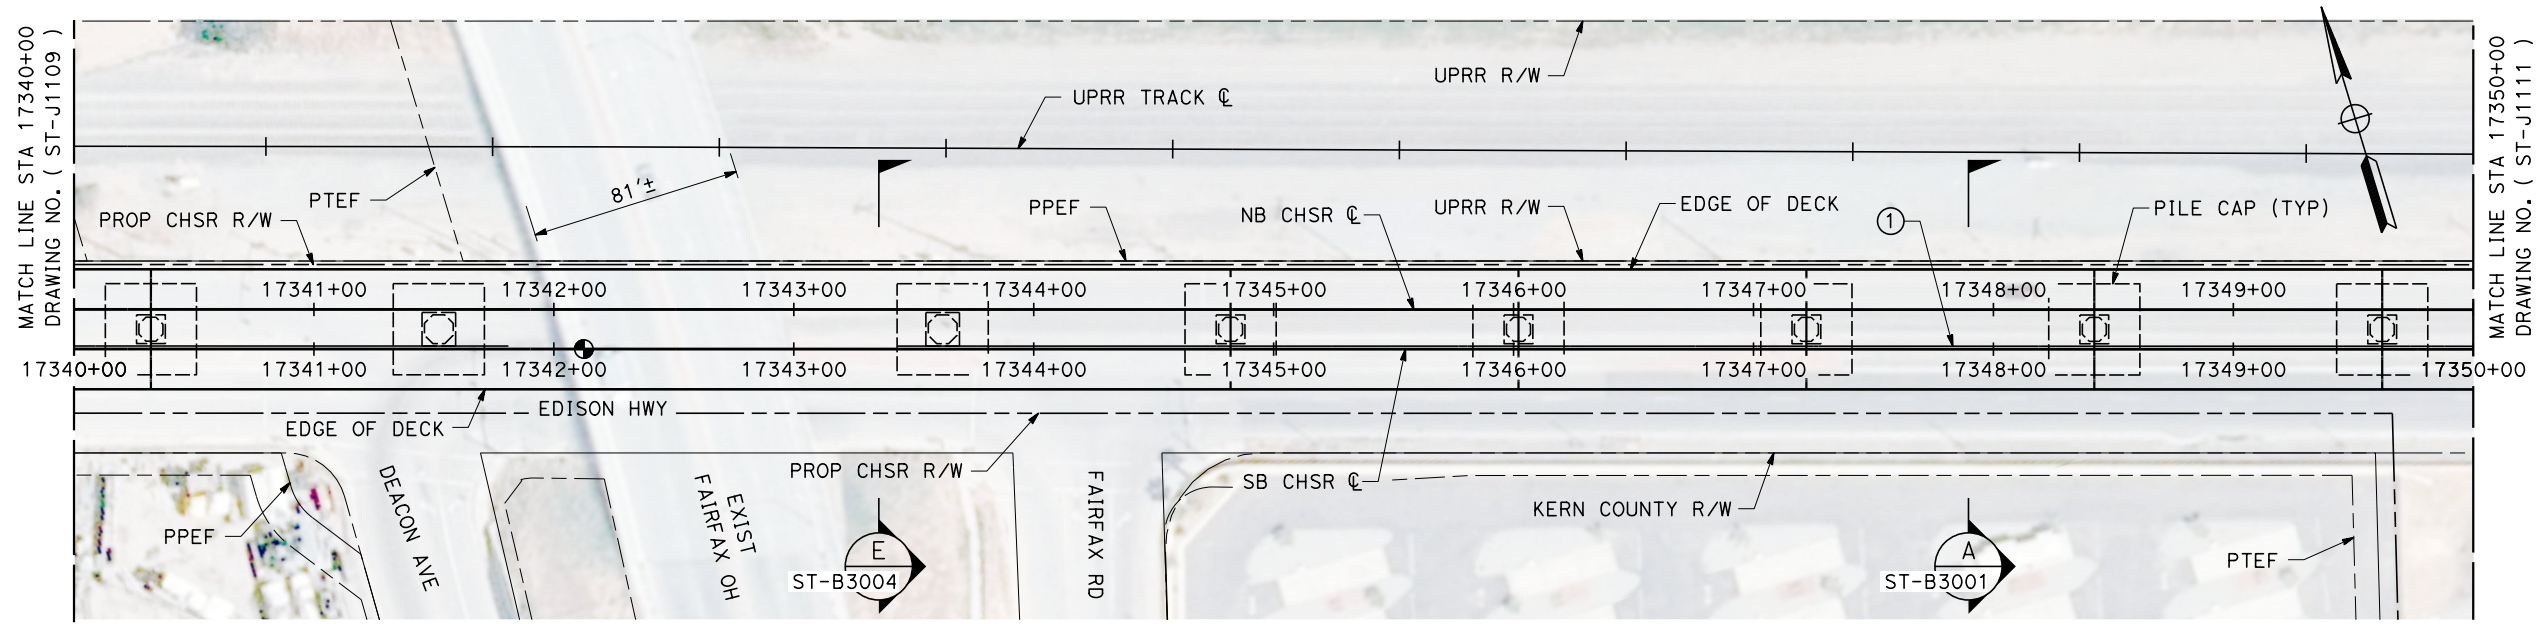 MATCH LINE STA 17340+00
DRAWING NO. ( ST-J1109 )
UPRR R/W
UPRR TRACK ℄
81'±
PTEF
PROP CHSR R/W
PPEF
NB CHSR ℄
UPRR R/W
EDGE OF DECK
1
PILE CAP (TYP)
17341+00
17342+00
17343+00
17344+00
17345+00
17346+00
17347+00
17348+00
17349+00
17340+00
17341+00
17342+00
17343+00
17344+00
17345+00
17346+00
17347+00
17348+00
17349+00
17350+00
EDISON HWY
EDGE OF DECK
PROP CHSR R/W
SB CHSR ℄
KERN COUNTY R/W
PPEF
DEACON AVE
EXIST
FAIRFAX OH
FAIRFAX RD
E
ST-B3004
A
ST-B3001
PTEF
MATCH LINE STA 17350+00
DRAWING NO. ( ST-J1111 )